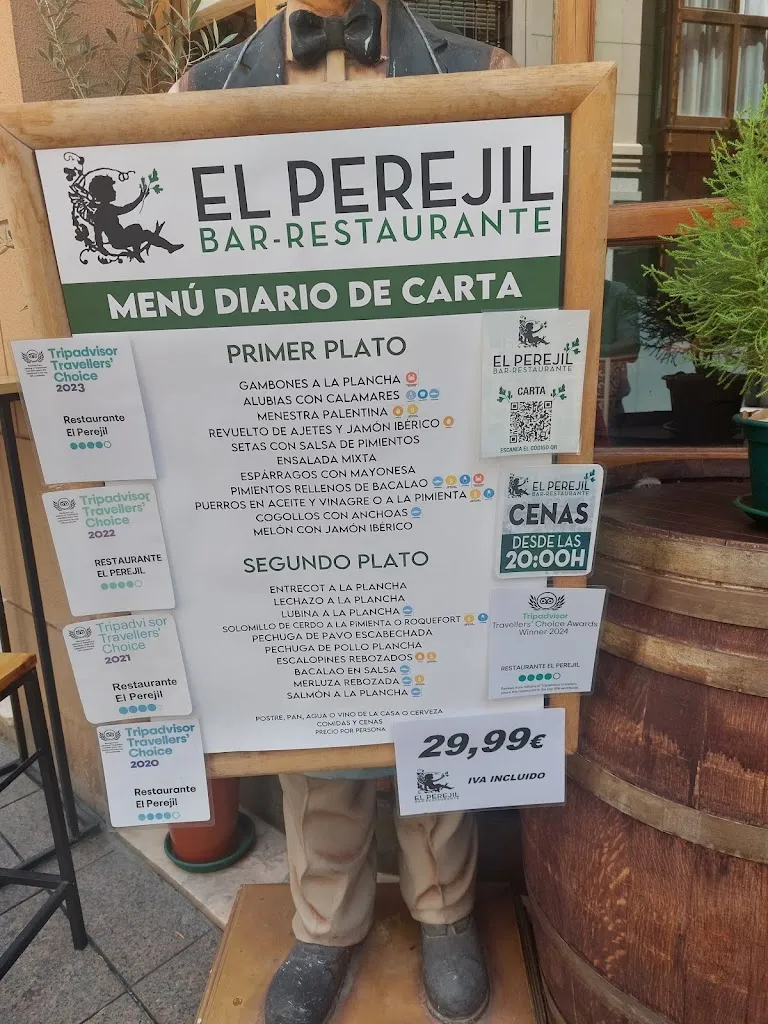 EL PEREJIL
BAR-RESTAURANTE
MENÚ DIARIO DE CARTA
PRIMER PLATO
GAMBONES A LA PLANCHA
ALUBIAS CON CALAMARES
MENESTRA PALENTINA
REVUELTO DE AJETES Y JAMÓN IBÉRICO
SETAS CON SALSA DE PIMIENTOS
ENSALADA MIXTA
ESPÁRRAGOS CON MAYONESA
PIMIENTOS RELLENOS DE BACALAO
PUERROS EN ACEITE Y VINAGRE O A LA PIMIENTA
COGOLLOS CON ANCHOAS
MELÓN CON JAMÓN IBÉRICO
SEGUNDO PLATO
ENTRECOT A LA PLANCHA
LECHAZO A LA PLANCHA
LUBINA A LA PLANCHA
SOLOMILLO DE CERDO A LA PIMIENTA O ROQUEFORT
PECHUGA DE PAVO ESCABECHADA
PECHUGA DE POLLO PLANCHA
ESCALOPINES REBOZADOS
BACALAO EN SALSA
MERLUZA REBOZADA
SALMÓN A LA PLANCHA
POSTRE, PAN, AGUA O VINO DE LA CASA O CERVEZA
COMIDAS Y CENAS
PRECIO POR PERSONA
Tripadvisor
Travellers'
Choice
2023
Restaurante
El Perejil
Tripadvisor
Travellers'
Choice
2022
RESTAURANTE
EL PEREJIL
Tripadvisor
Travellers'
Choice
2021
Restaurante
El Perejil
Tripadvisor
Travellers'
Choice
2020
Restaurante
El Perejil
EL PEREJIL
BAR-RESTAURANTE
CARTA
ESCANEA EL CÓDIGO QR
EL PEREJIL
BAR-RESTAURANTE
CENAS
DESDE LAS
20:00H
Tripadvisor
Travellers' Choice Awards
Winner 2024
RESTAURANTE EL PEREJIL
29,99€
IVA INCLUIDO
EL PEREJIL